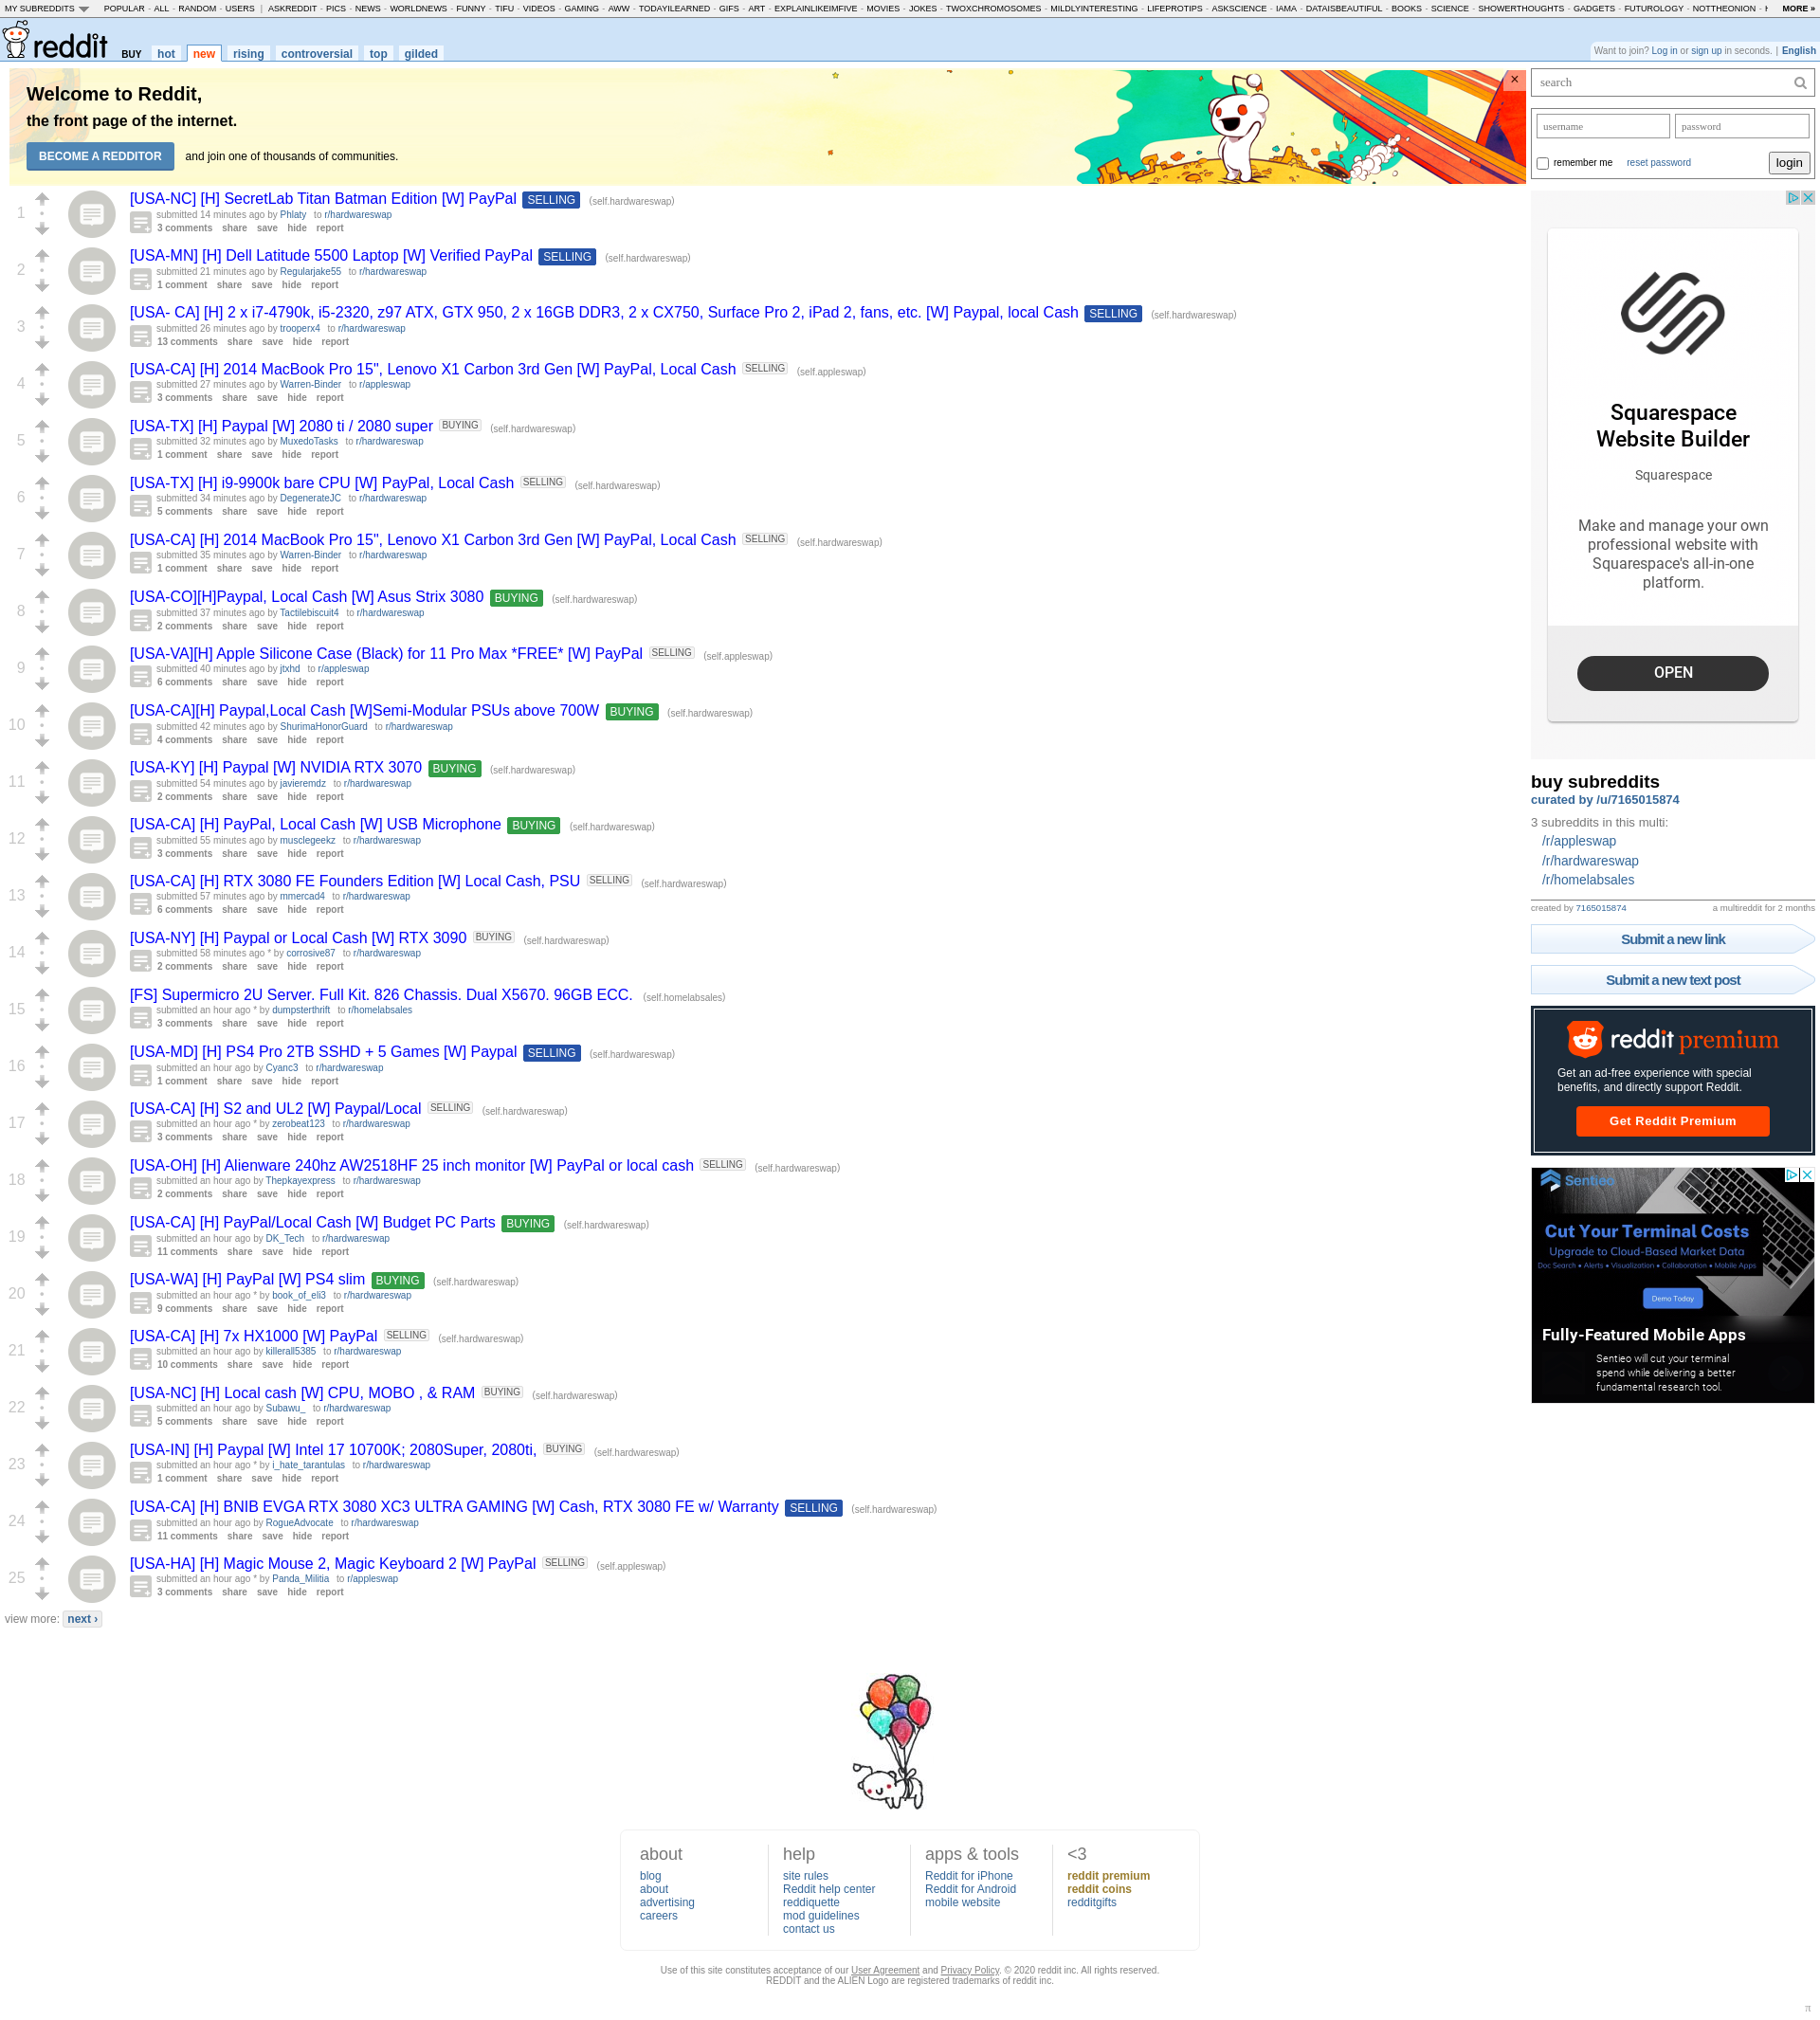 MY SUBREDDITS POPULAR - ALL - RANDOM - USERS | ASKREDDIT - PICS - NEWS - WORLDNEWS - FUNNY - TIFU - VIDEOS - GAMING - AWW - TODAYILEARNED - GIFS - ART - EXPLAINLIKEIMFIVE - MOVIES - JOKES - TWOXCHROMOSOMES - MILDLYINTERESTING - LIFEPROTIPS - ASKSCIENCE - IAMA - DATAISBEAUTIFUL - BOOKS - SCIENCE - SHOWERTHOUGHTS - GADGETS - FUTUROLOGY - NOTTHEONION - MORE »
reddit BUY hot new rising controversial top gilded
Want to join? Log in or sign up in seconds. | English
Welcome to Reddit,
the front page of the internet.
BECOME A REDDITOR and join one of thousands of communities.
×
1
[USA-NC] [H] SecretLab Titan Batman Edition [W] PayPal SELLING (self.hardwareswap)
submitted 14 minutes ago by Phlaty to r/hardwareswap
3 comments share save hide report
2
[USA-MN] [H] Dell Latitude 5500 Laptop [W] Verified PayPal SELLING (self.hardwareswap)
submitted 21 minutes ago by Regularjake55 to r/hardwareswap
1 comment share save hide report
3
[USA- CA] [H] 2 x i7-4790k, i5-2320, z97 ATX, GTX 950, 2 x 16GB DDR3, 2 x CX750, Surface Pro 2, iPad 2, fans, etc. [W] Paypal, local Cash SELLING (self.hardwareswap)
submitted 26 minutes ago by trooperx4 to r/hardwareswap
13 comments share save hide report
4
[USA-CA] [H] 2014 MacBook Pro 15", Lenovo X1 Carbon 3rd Gen [W] PayPal, Local Cash SELLING (self.appleswap)
submitted 27 minutes ago by Warren-Binder to r/appleswap
3 comments share save hide report
5
[USA-TX] [H] Paypal [W] 2080 ti / 2080 super BUYING (self.hardwareswap)
submitted 32 minutes ago by MuxedoTasks to r/hardwareswap
1 comment share save hide report
6
[USA-TX] [H] i9-9900k bare CPU [W] PayPal, Local Cash SELLING (self.hardwareswap)
submitted 34 minutes ago by DegenerateJC to r/hardwareswap
5 comments share save hide report
7
[USA-CA] [H] 2014 MacBook Pro 15", Lenovo X1 Carbon 3rd Gen [W] PayPal, Local Cash SELLING (self.hardwareswap)
submitted 35 minutes ago by Warren-Binder to r/hardwareswap
1 comment share save hide report
8
[USA-CO][H]Paypal, Local Cash [W] Asus Strix 3080 BUYING (self.hardwareswap)
submitted 37 minutes ago by Tactilebiscuit4 to r/hardwareswap
2 comments share save hide report
9
[USA-VA][H] Apple Silicone Case (Black) for 11 Pro Max *FREE* [W] PayPal SELLING (self.appleswap)
submitted 40 minutes ago by jtxhd to r/appleswap
6 comments share save hide report
10
[USA-CA][H] Paypal,Local Cash [W]Semi-Modular PSUs above 700W BUYING (self.hardwareswap)
submitted 42 minutes ago by ShurimaHonorGuard to r/hardwareswap
4 comments share save hide report
11
[USA-KY] [H] Paypal [W] NVIDIA RTX 3070 BUYING (self.hardwareswap)
submitted 54 minutes ago by javieremdz to r/hardwareswap
2 comments share save hide report
12
[USA-CA] [H] PayPal, Local Cash [W] USB Microphone BUYING (self.hardwareswap)
submitted 55 minutes ago by musclegeekz to r/hardwareswap
3 comments share save hide report
13
[USA-CA] [H] RTX 3080 FE Founders Edition [W] Local Cash, PSU SELLING (self.hardwareswap)
submitted 57 minutes ago by mmercad4 to r/hardwareswap
6 comments share save hide report
14
[USA-NY] [H] Paypal or Local Cash [W] RTX 3090 BUYING (self.hardwareswap)
submitted 58 minutes ago * by corrosive87 to r/hardwareswap
2 comments share save hide report
15
[FS] Supermicro 2U Server. Full Kit. 826 Chassis. Dual X5670. 96GB ECC. (self.homelabsales)
submitted an hour ago * by dumpsterthrift to r/homelabsales
3 comments share save hide report
16
[USA-MD] [H] PS4 Pro 2TB SSHD + 5 Games [W] Paypal SELLING (self.hardwareswap)
submitted an hour ago by Cyanc3 to r/hardwareswap
1 comment share save hide report
17
[USA-CA] [H] S2 and UL2 [W] Paypal/Local SELLING (self.hardwareswap)
submitted an hour ago * by zerobeat123 to r/hardwareswap
3 comments share save hide report
18
[USA-OH] [H] Alienware 240hz AW2518HF 25 inch monitor [W] PayPal or local cash SELLING (self.hardwareswap)
submitted an hour ago by Thepkayexpress to r/hardwareswap
2 comments share save hide report
19
[USA-CA] [H] PayPal/Local Cash [W] Budget PC Parts BUYING (self.hardwareswap)
submitted an hour ago by DK_Tech to r/hardwareswap
11 comments share save hide report
20
[USA-WA] [H] PayPal [W] PS4 slim BUYING (self.hardwareswap)
submitted an hour ago * by book_of_eli3 to r/hardwareswap
9 comments share save hide report
21
[USA-CA] [H] 7x HX1000 [W] PayPal SELLING (self.hardwareswap)
submitted an hour ago by killerall5385 to r/hardwareswap
10 comments share save hide report
22
[USA-NC] [H] Local cash [W] CPU, MOBO , & RAM BUYING (self.hardwareswap)
submitted an hour ago by Subawu_ to r/hardwareswap
5 comments share save hide report
23
[USA-IN] [H] Paypal [W] Intel 17 10700K; 2080Super, 2080ti, BUYING (self.hardwareswap)
submitted an hour ago * by i_hate_tarantulas to r/hardwareswap
1 comment share save hide report
24
[USA-CA] [H] BNIB EVGA RTX 3080 XC3 ULTRA GAMING [W] Cash, RTX 3080 FE w/ Warranty SELLING (self.hardwareswap)
submitted an hour ago by RogueAdvocate to r/hardwareswap
11 comments share save hide report
25
[USA-HA] [H] Magic Mouse 2, Magic Keyboard 2 [W] PayPal SELLING (self.appleswap)
submitted an hour ago * by Panda_Militia to r/appleswap
3 comments share save hide report
view more: next ›
search
username password
remember me reset password login
Squarespace
Website Builder
Squarespace
Make and manage your own
professional website with
Squarespace's all-in-one
platform.
OPEN
buy subreddits
curated by /u/7165015874
3 subreddits in this multi:
/r/appleswap
/r/hardwareswap
/r/homelabsales
created by 7165015874 a multireddit for 2 months
Submit a new link
Submit a new text post
reddit premium
Get an ad-free experience with special
benefits, and directly support Reddit.
Get Reddit Premium
Sentieo
Cut Your Terminal Costs
Upgrade to Cloud-Based Market Data
Doc Search • Alerts • Visualization • Collaboration • Mobile Apps
Demo Today
Fully-Featured Mobile Apps
Sentieo will cut your terminal
spend while delivering a better
fundamental research tool.
about
blog
about
advertising
careers
help
site rules
Reddit help center
reddiquette
mod guidelines
contact us
apps & tools
Reddit for iPhone
Reddit for Android
mobile website
<3
reddit premium
reddit coins
redditgifts
Use of this site constitutes acceptance of our User Agreement and Privacy Policy. © 2020 reddit inc. All rights reserved.
REDDIT and the ALIEN Logo are registered trademarks of reddit inc.
π